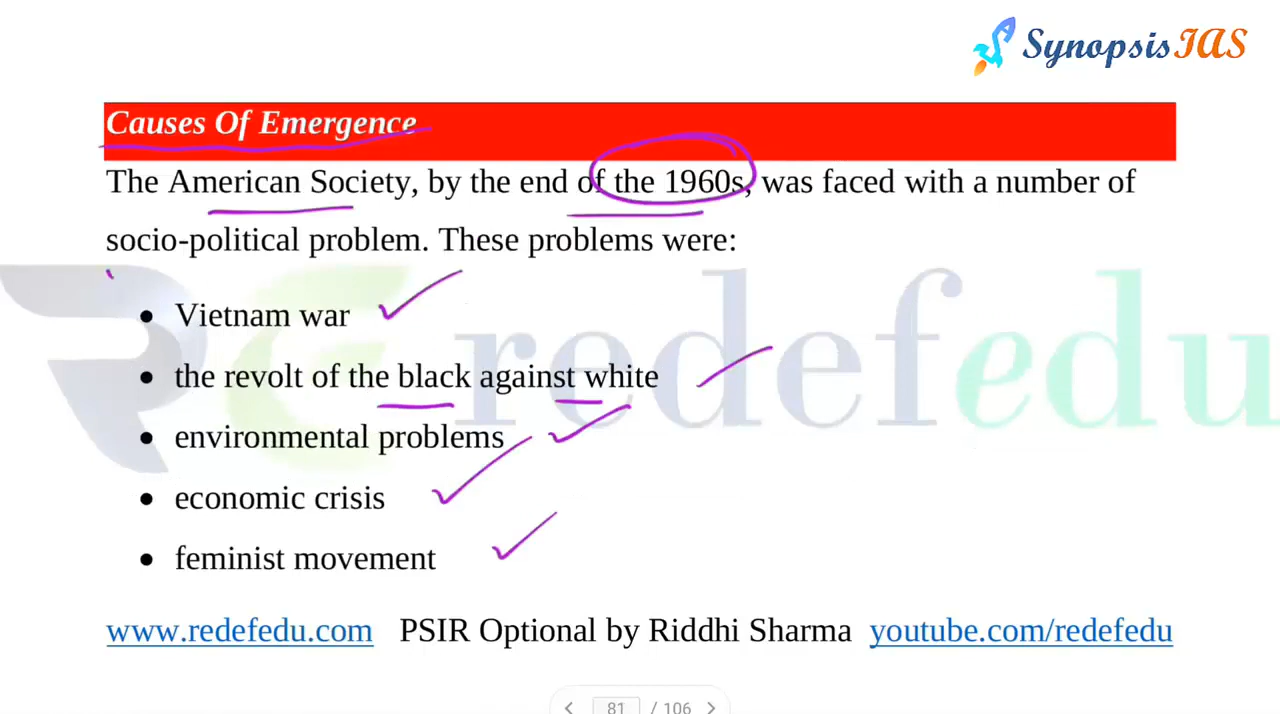 SynopsisIAS
Causes Of Emergence
The American Society, by the end of the 1960s, was faced with a number of
socio-political problem. These problems were:
• Vietnam war
• the revolt of the black against white
• environmental problems
• economic crisis
• feminist movement
redefedu
www.redefedu.com PSIR Optional by Riddhi Sharma youtube.com/redefedu
81 / 106